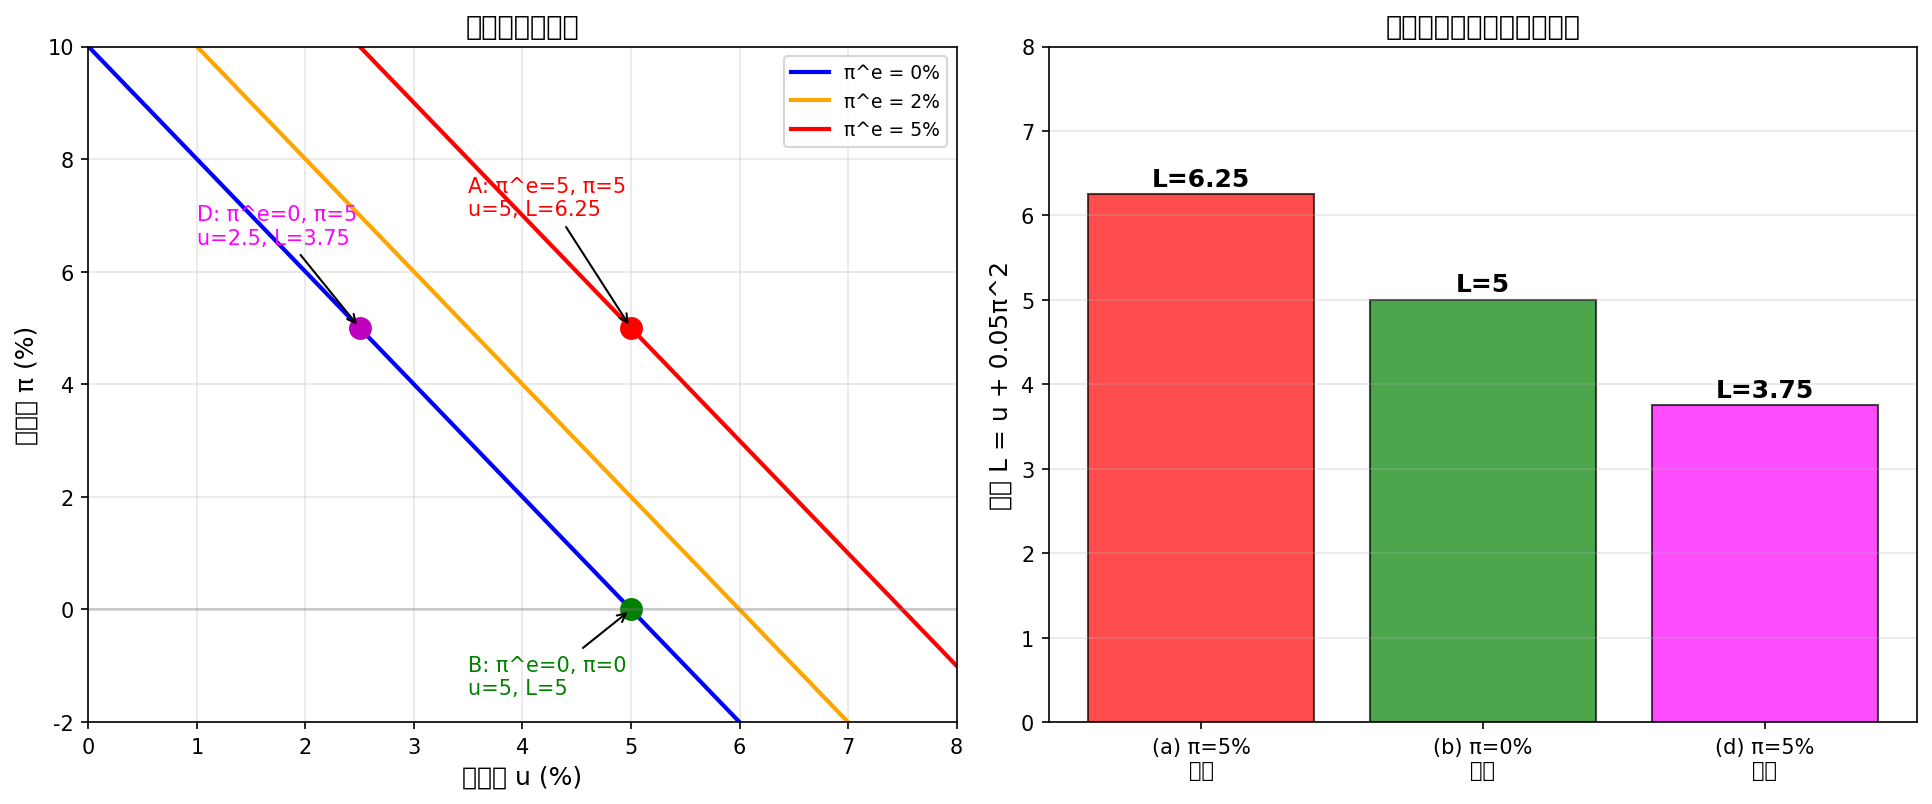 10
8
6
4
2
0
-2
0 1 2 3 4 5 6 7 8
π (%)
u (%)
π^e = 0%
π^e = 2%
π^e = 5%
A: π^e=5, π=5
u=5, L=6.25
D: π^e=0, π=5
u=2.5, L=3.75
B: π^e=0, π=0
u=5, L=5
8
7
6
5
4
3
2
1
0
L = u + 0.05π^2
L=6.25
L=5
L=3.75
(a) π=5%
(b) π=0%
(d) π=5%